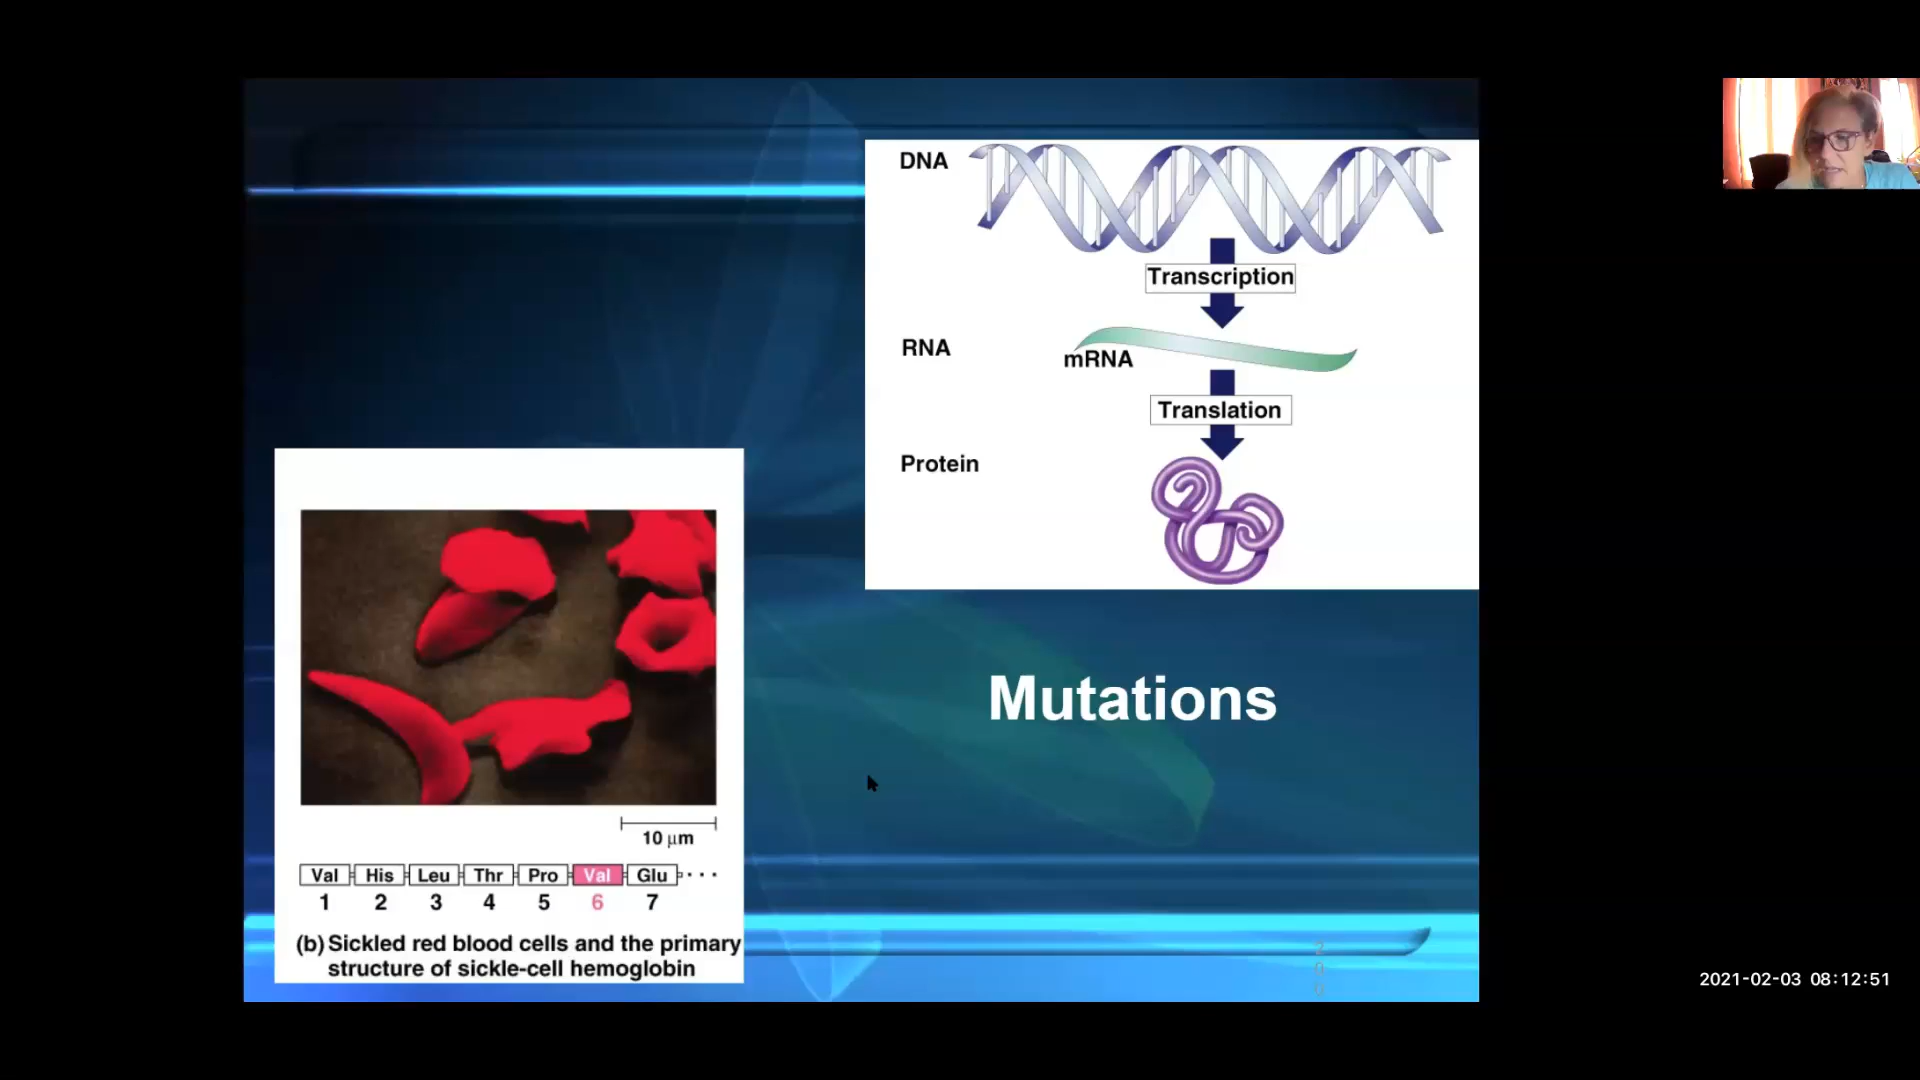 DNA
Transcription
RNA
mRNA
Translation
Protein
Mutations
10 µm
Val His Leu Thr Pro Val Glu ...
1 2 3 4 5 6 7
(b) Sickled red blood cells and the primary
structure of sickle-cell hemoglobin
2021-02-03 08:12:51